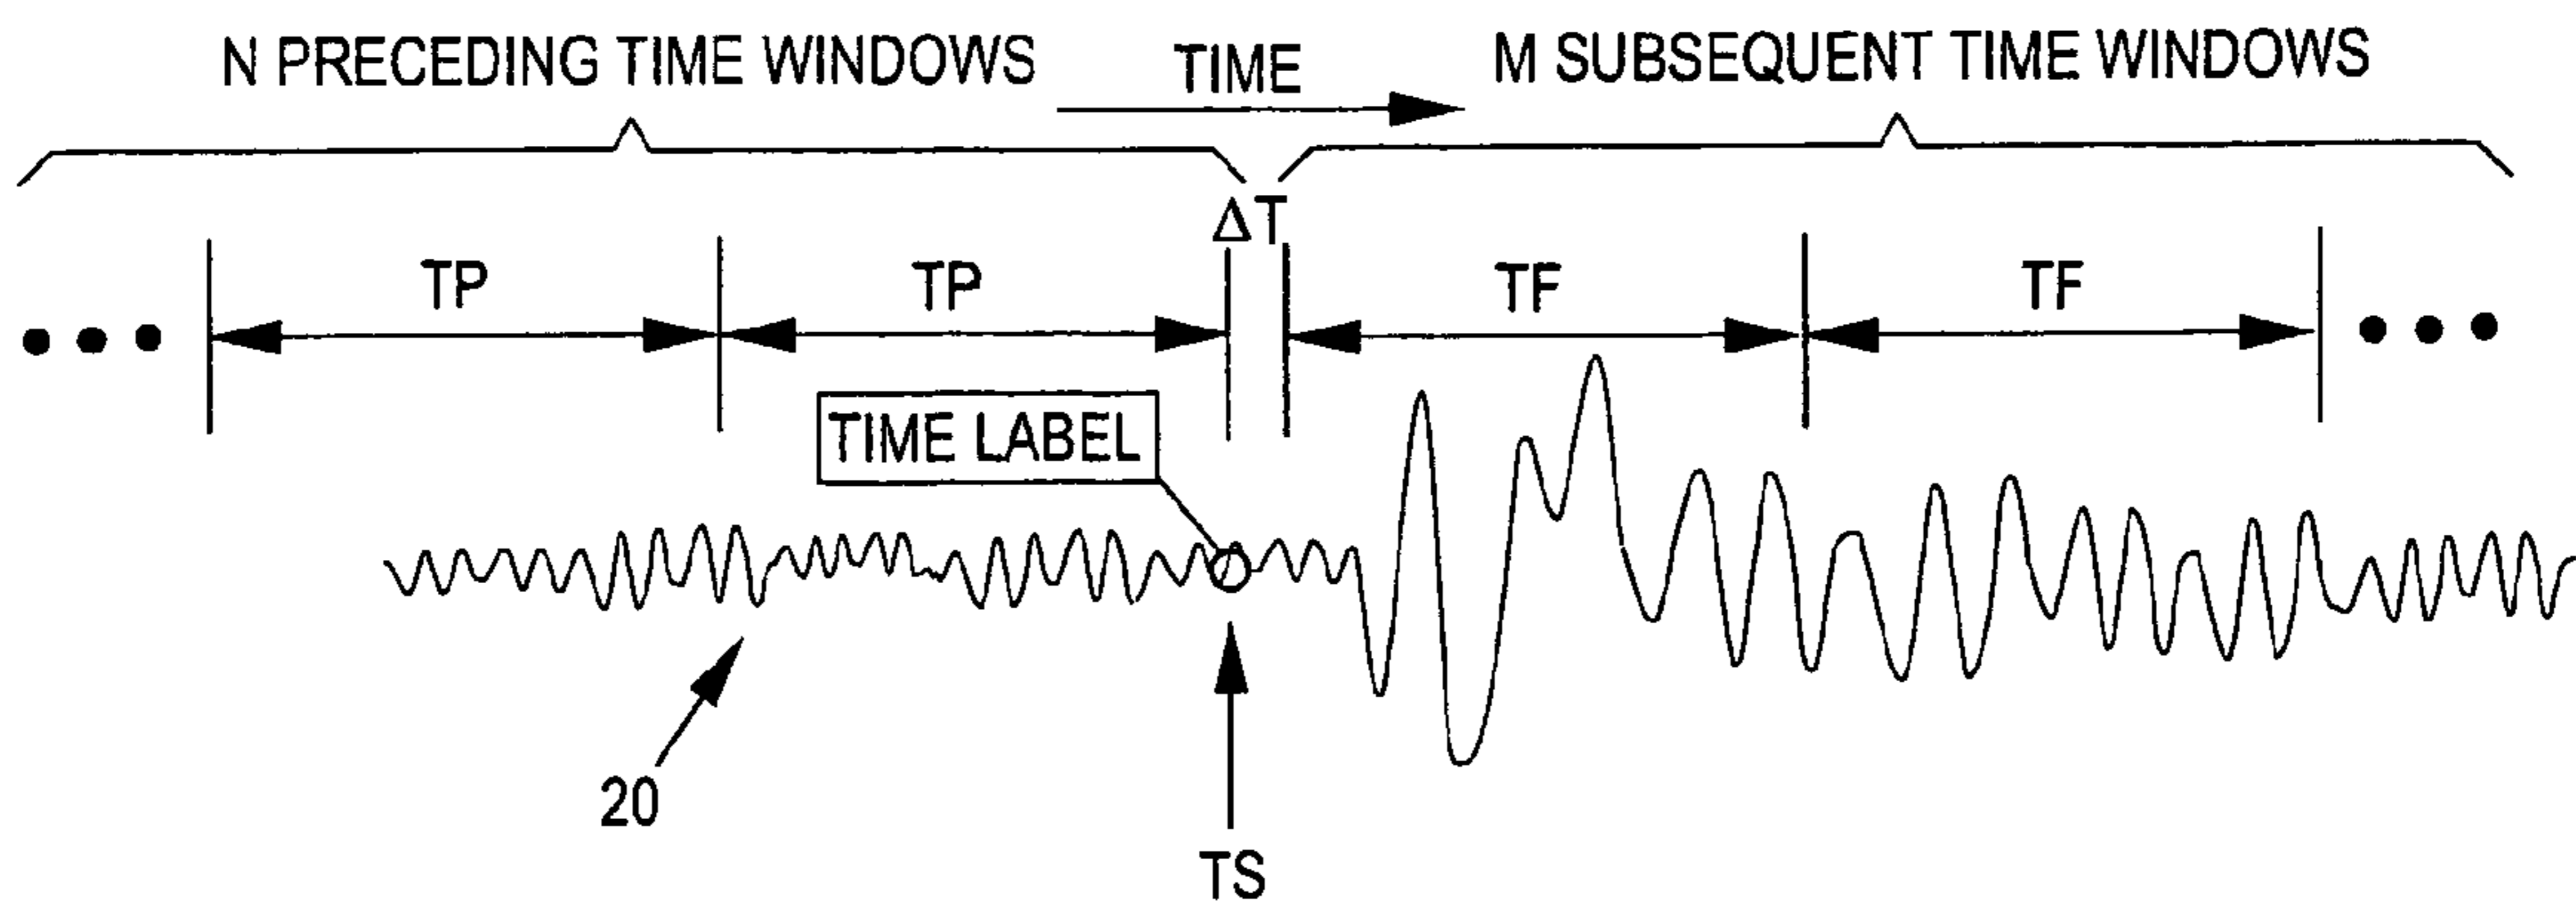 N PRECEDING TIME WINDOWS
TIME
M SUBSEQUENT TIME WINDOWS
ΔT
TP
TP
TF
TF
TIME LABEL
20
TS